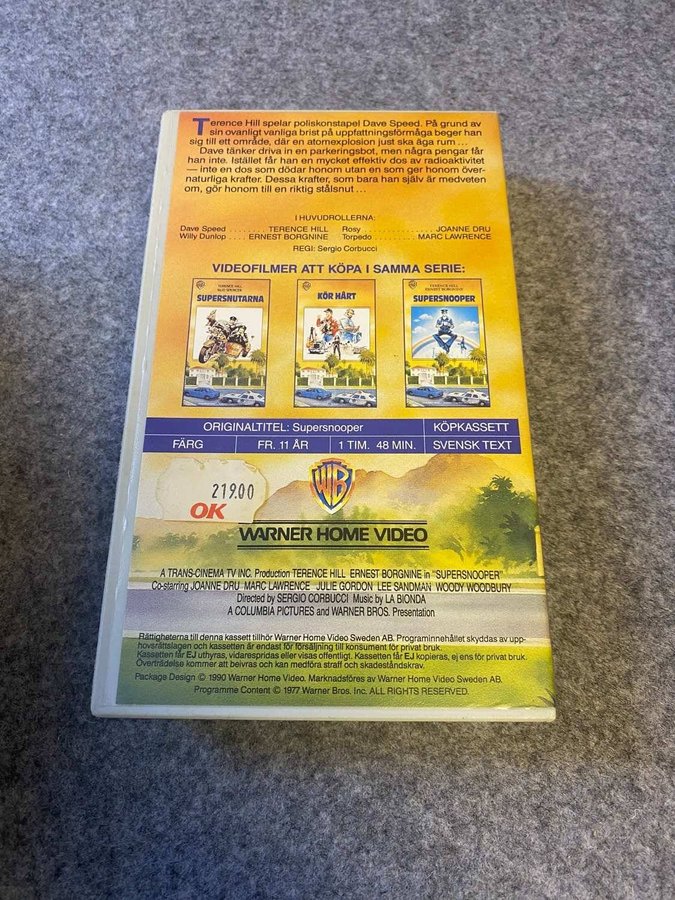 Terence Hill spelar poliskonstapel Dave Speed. På grund av
sin ovanligt vanliga brist på uppfattningsförmåga beger han
sig till ett område, där en atomexplosion just ska äga rum ...
Dave tänker driva in en parkeringsbot, men några pengar får
han inte. Istället får han en mycket effektiv dos av radioaktivitet
— inte en dos som dödar honom utan en som ger honom över-
naturliga krafter. Dessa krafter, som bara han själv är medveten
om, gör honom till en riktig stålsnut ...
I HUVUDROLLERNA:
Dave Speed ........ TERENCE HILL Rosy .................. JOANNE DRU
Willy Dunlop .... ERNEST BORGNINE Torpedo ............ MARC LAWRENCE
REGI: Sergio Corbucci
VIDEOFILMER ATT KÖPA I SAMMA SERIE:
TERENCE HILL
BUD SPENCER
SUPERSNUTARNA
KÖR HÅRT
TERENCE HILL
ERNEST BORGNINE
SUPERSNOOPER
ORIGINALTITEL: Supersnooper KÖPKASSETT
FÄRG FR. 11 ÅR 1 TIM. 48 MIN. SVENSK TEXT
219.00
OK
WB
WARNER HOME VIDEO
A TRANS-CINEMA TV INC. Production TERENCE HILL ERNEST BORGNINE in "SUPERSNOOPER"
Co-starring JOANNE DRU MARC LAWRENCE JULIE GORDON LEE SANDMAN WOODY WOODBURY
Directed by SERGIO CORBUCCI Music by LA BIONDA
A COLUMBIA PICTURES and WARNER BROS. Presentation
Rättigheterna till denna kassett tillhör Warner Home Video Sweden AB. Programinnehållet skyddas av upp-
hovsrättslagen och kassetten är endast för försäljning till konsument för privat bruk.
Kassetten får EJ uthyras, vidarespridas eller visas offentligt. Kassetten får EJ kopieras, ej ens för privat bruk.
Överträdelse kommer att beivras och kan medföra straff och skadeståndskrav.
Package Design © 1990 Warner Home Video. Marknadsföres av Warner Home Video Sweden AB.
Programme Content © 1977 Warner Bros. Inc. ALL RIGHTS RESERVED.